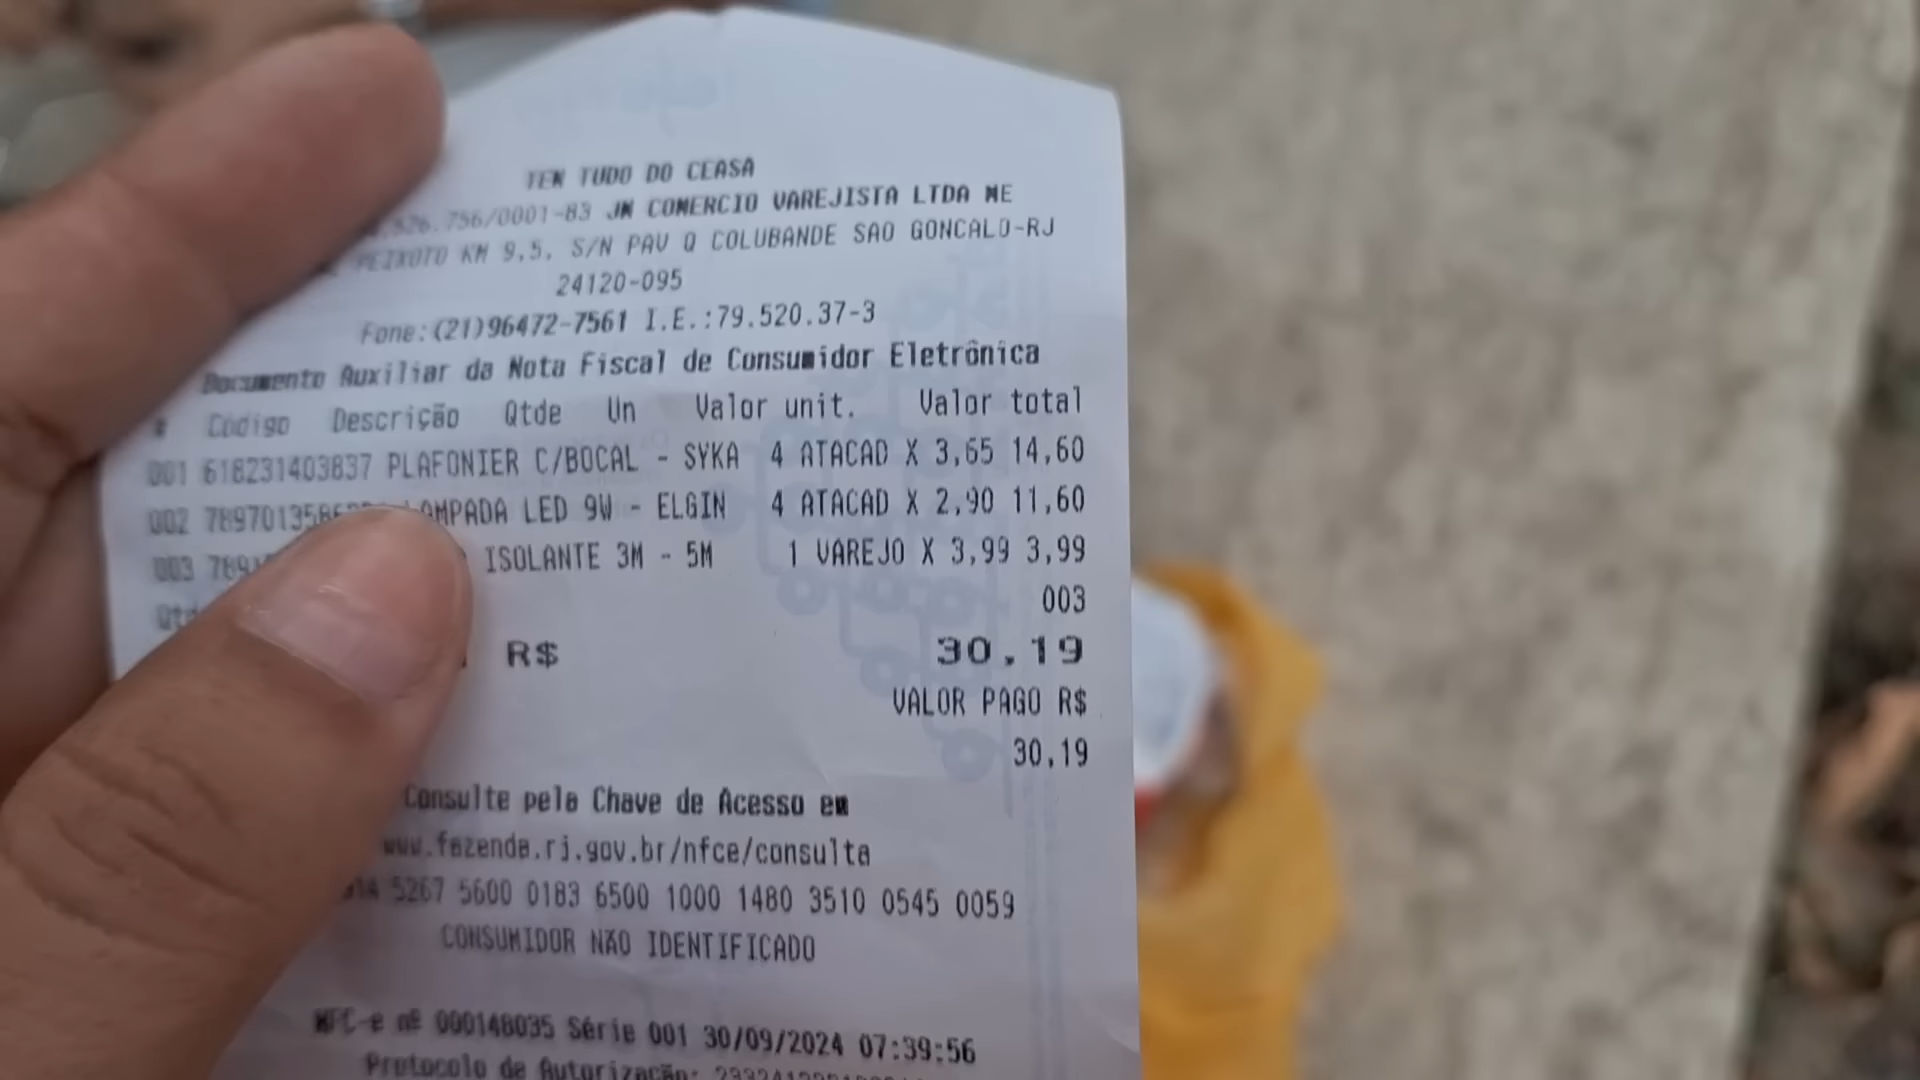 TEM TUDO DO CEASA
.526.756/0001-83 JM COMERCIO VAREJISTA LTDA ME
PEIXOTO KM 9,5, S/N PAV Q COLUBANDE SAO GONCALO-RJ
24120-095
Fone:(21)96472-7561 I.E.:79.520.37-3
Documento Auxiliar da Nota Fiscal de Consumidor Eletrônica
# Código Descrição Qtde Un Valor unit. Valor total
001 618231403837 PLAFONIER C/BOCAL - SYKA 4 ATACAD X 3,65 14,60
002 LAMPADA LED 9W - ELGIN 4 ATACAD X 2,90 11,60
003 ISOLANTE 3M - 5M 1 VAREJO X 3,99 3,99
003
R$ 30,19
VALOR PAGO R$
30,19
Consulte pela Chave de Acesso em
www.fazenda.rj.gov.br/nfce/consulta
5267 5600 0183 6500 1000 1480 3510 0545 0059
CONSUMIDOR NÃO IDENTIFICADO
NFC-e nº 000148035 Série 001 30/09/2024 07:39:56
Protocolo de Autorização: